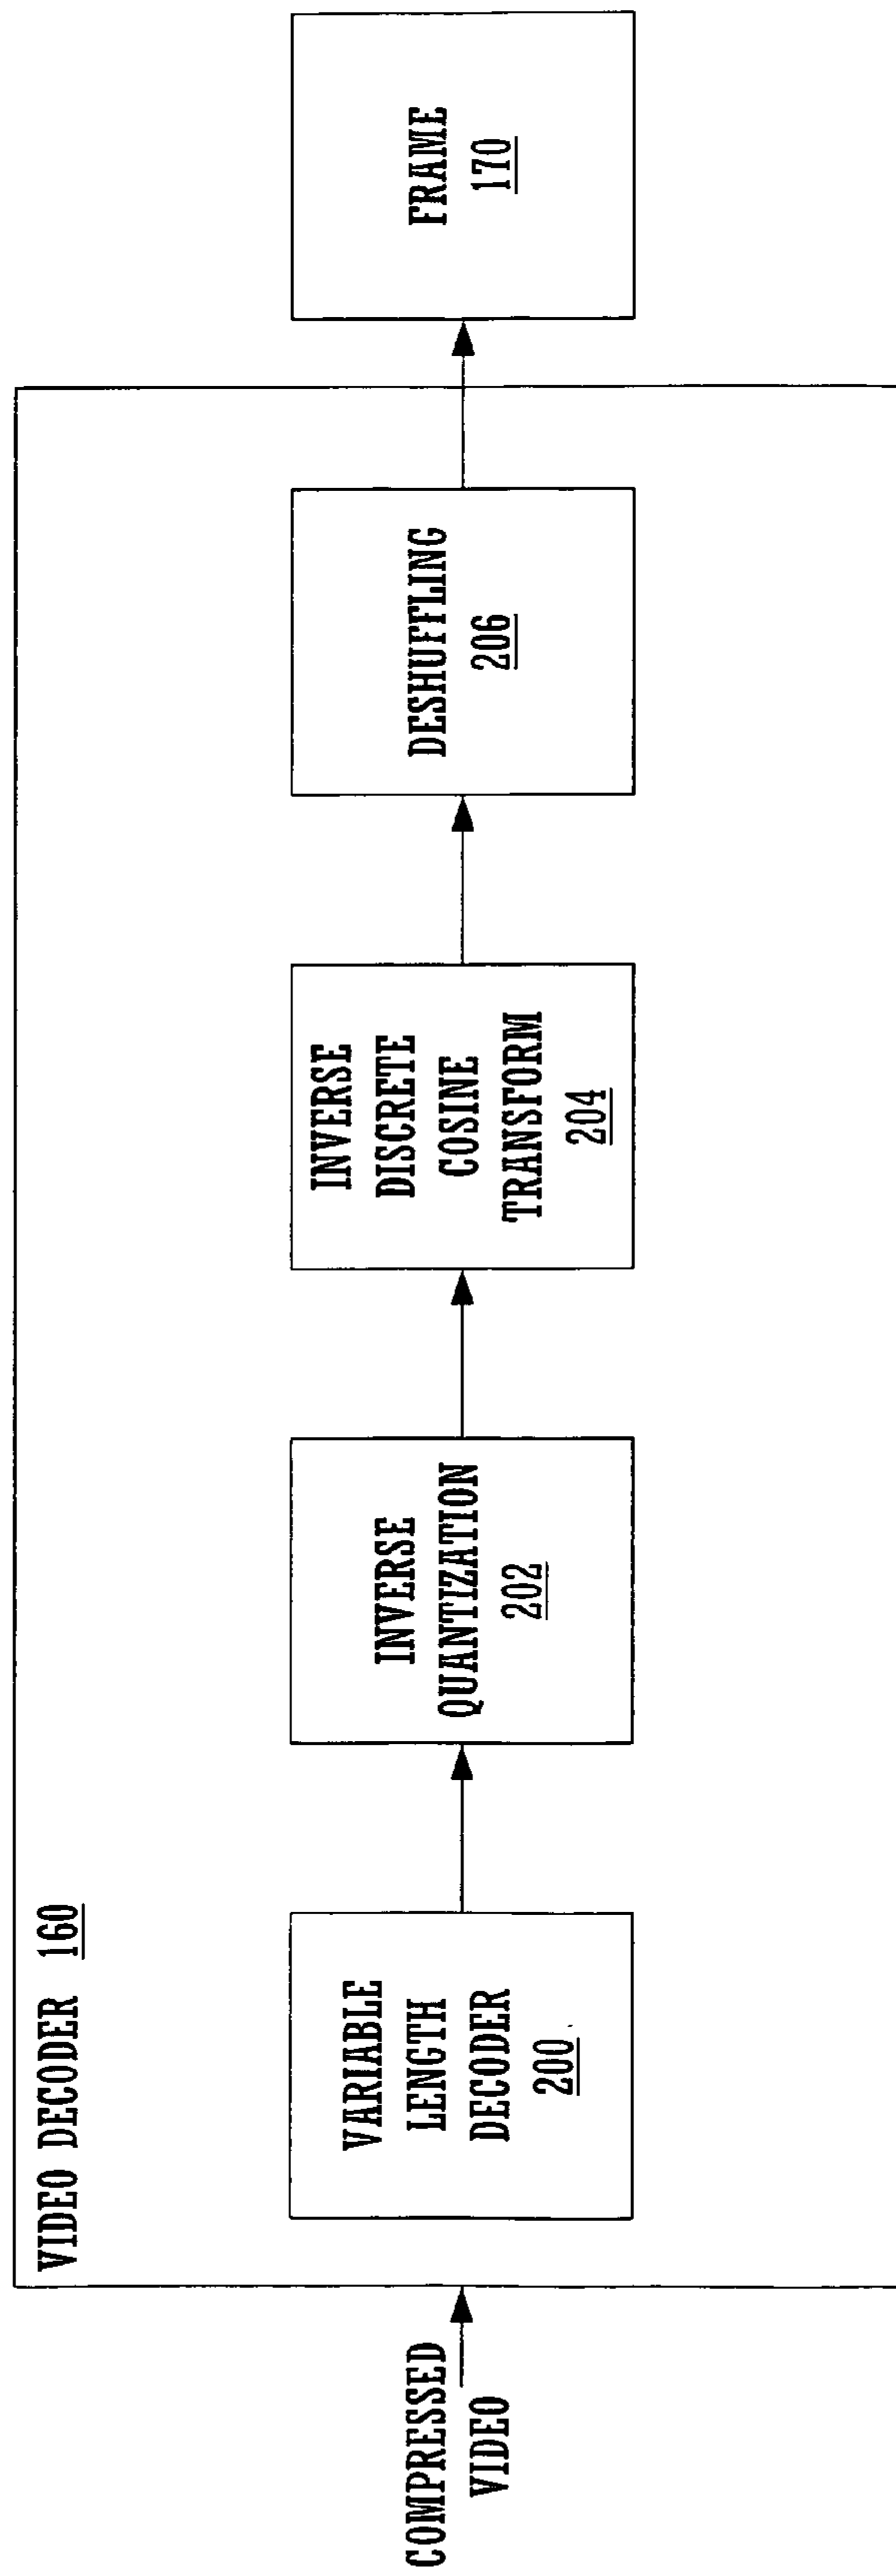 VIDEO DECODER 160
COMPRESSED
VIDEO
VARIABLE
LENGTH
DECODER
200
INVERSE
QUANTIZATION
202
INVERSE
DISCRETE
COSINE
TRANSFORM
204
DESHUFFLING
206
FRAME
170